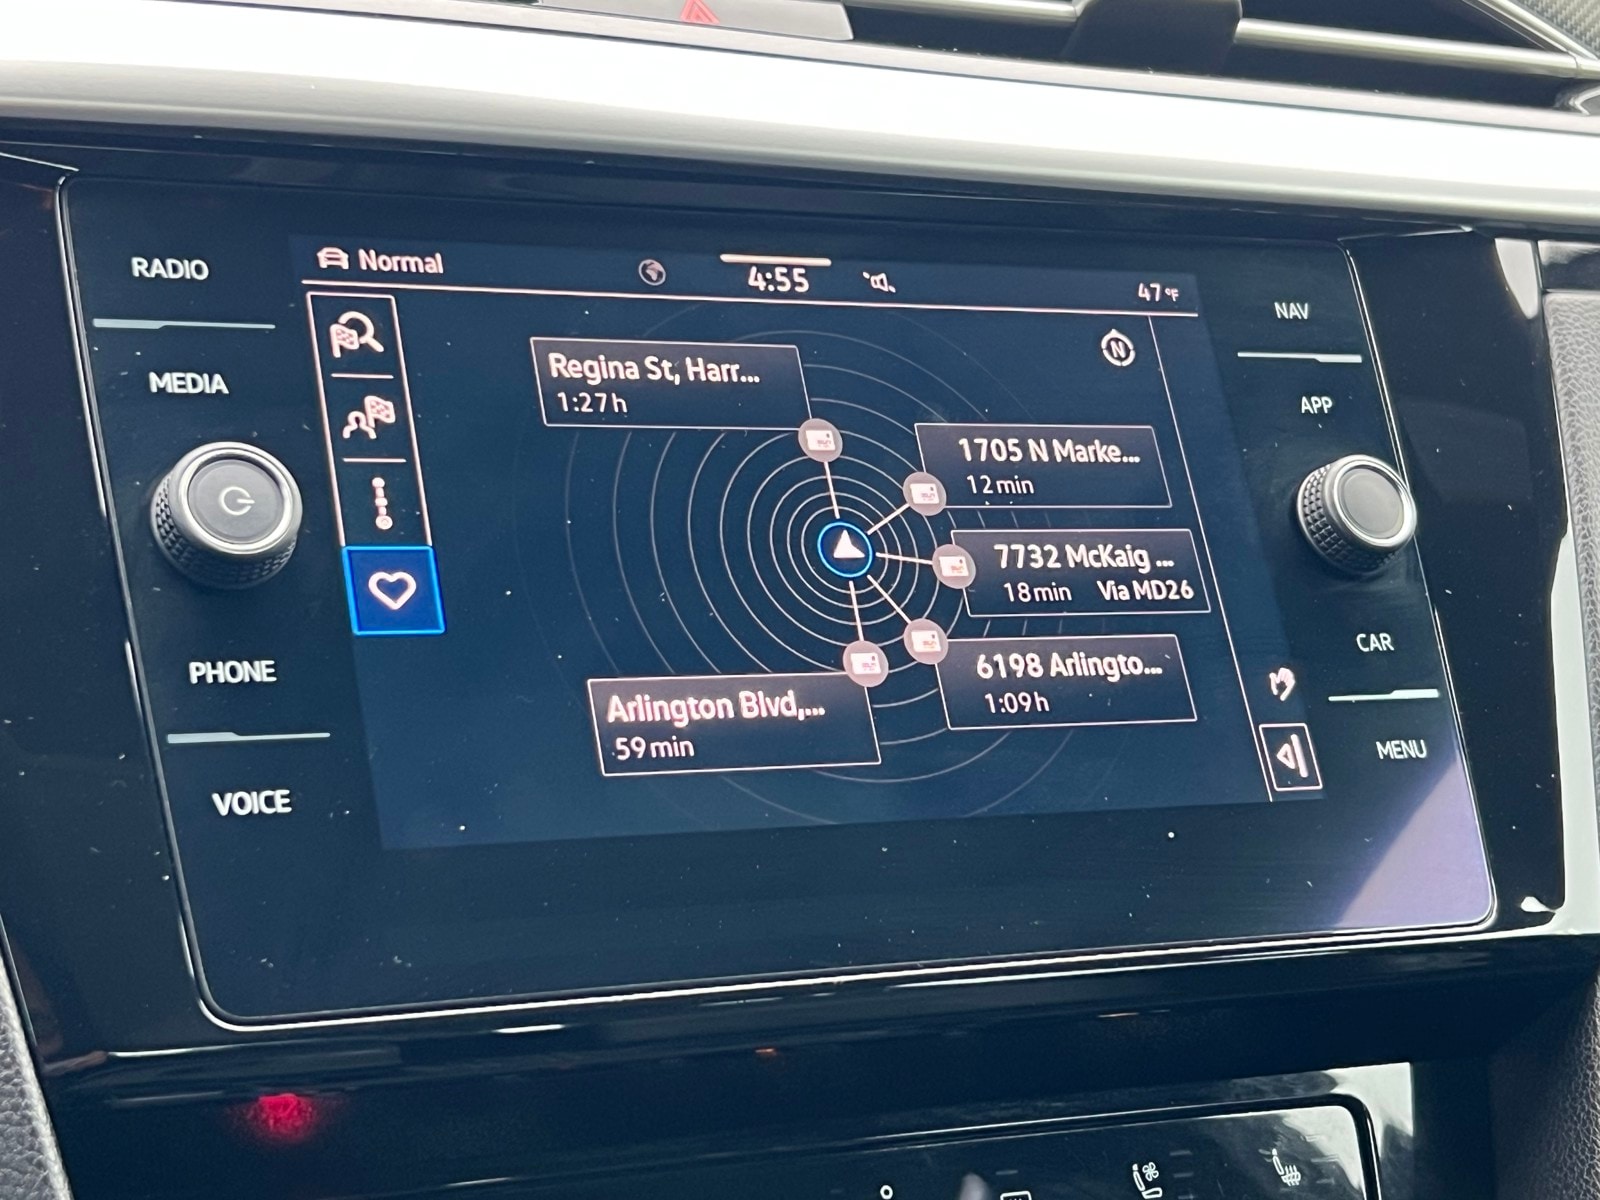 RADIO
MEDIA
PHONE
VOICE
Normal
4:55
47°F
N
Regina St, Harr...
1:27h
1705 N Marke...
12 min
7732 McKaig ...
18 min Via MD26
6198 Arlingto...
1:09h
Arlington Blvd,...
59 min
NAV
APP
CAR
MENU